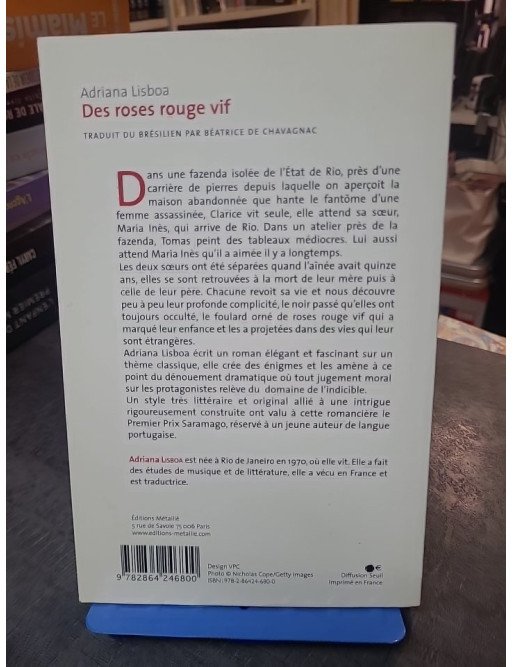 Adriana Lisboa
Des roses rouge vif
TRADUIT DU BRÉSILIEN PAR BÉATRICE DE CHAVAGNAC
Dans une fazenda isolée de l'État de Rio, près d'une
carrière de pierres depuis laquelle on aperçoit la
maison abandonnée que hante le fantôme d'une
femme assassinée, Clarice vit seule, elle attend sa sœur,
Maria Inès, qui arrive de Rio. Dans un atelier près de la
fazenda, Tomas peint des tableaux médiocres. Lui aussi
attend Maria Inès qu'il a aimée il y a longtemps.
Les deux sœurs ont été séparées quand l'aînée avait quinze
ans, elles se sont retrouvées à la mort de leur mère puis à
celle de leur père. Chacune revoit sa vie et nous découvre
peu à peu leur profonde complicité, le noir passé qu'elles ont
toujours occulté, le foulard orné de roses rouge vif qui a
marqué leur enfance et les a projetées dans des vies qui leur
sont étrangères.
Adriana Lisboa écrit un roman élégant et fascinant sur un
thème classique, elle crée des énigmes et les amène à ce
point du dénouement dramatique où tout jugement moral
sur les protagonistes relève du domaine de l'indicible.
Un style très littéraire et original allié à une intrigue
rigoureusement construite ont valu à cette romancière le
Premier Prix Saramago, réservé à un jeune auteur de langue
portugaise.
Adriana Lisboa est née à Rio de Janeiro en 1970, où elle vit. Elle a fait
des études de musique et de littérature, elle a vécu en France et
est traductrice.
Éditions Métailié
5 rue de Savoie 75006 Paris
www.editions-metailie.com
9 782864 246800
Design VPC
Photo © Nicholas Cope/Getty Images
ISBN : 978-2-86424-680-0
€
Diffusion Seuil
Imprimé en France
LE